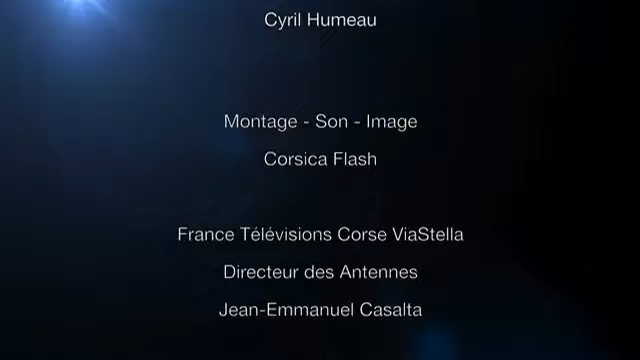 Cyril Humeau
Montage - Son - Image
Corsica Flash
France Télévisions Corse ViaStella
Directeur des Antennes
Jean-Emmanuel Casalta